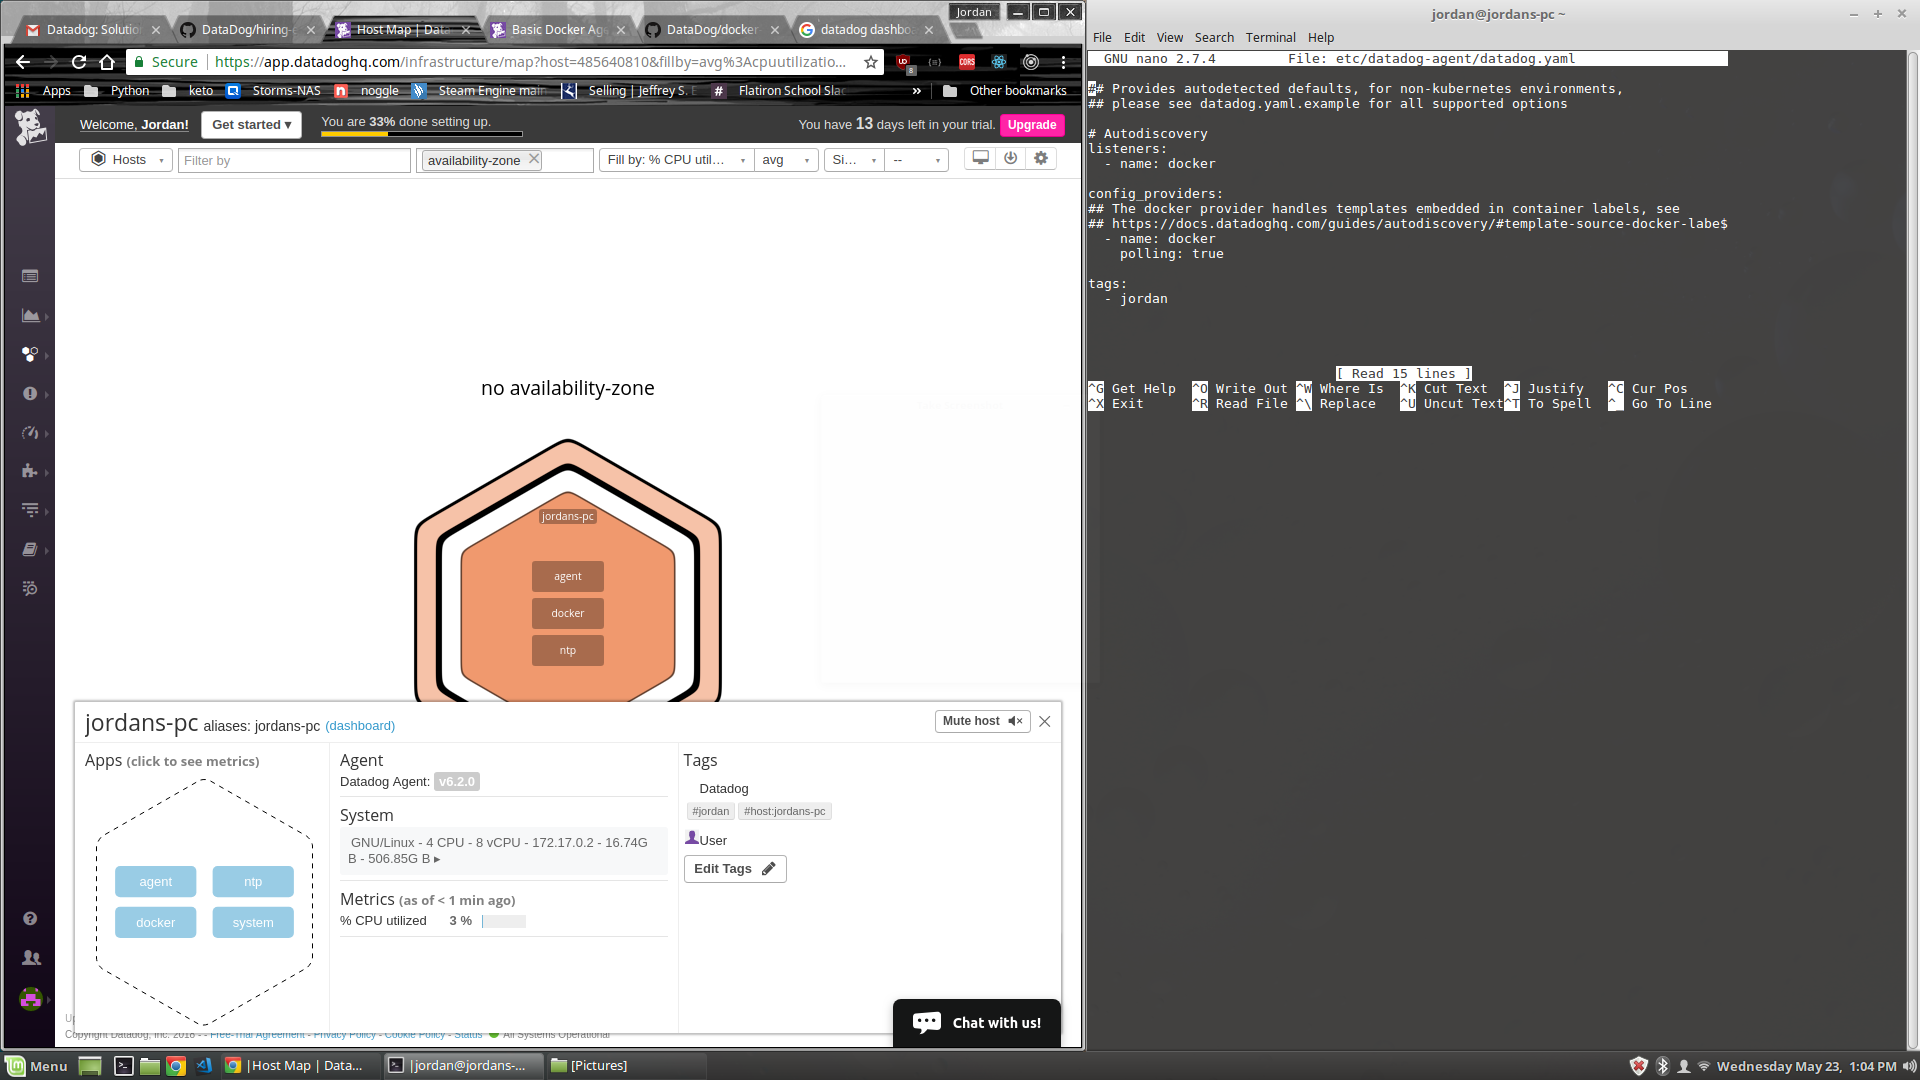 Jordan
Datadog: Solutio
DataDog/hiring-
Host Map | Data
Basic Docker Age
DataDog/docker
datadog dashbo
Secure
https://app.datadoghq.com/infrastructure/map?host=485640810&fillby=avg%3Acpuutilizatio...
Apps
Python
keto
Storms-NAS
noggle
Steam Engine main
Selling | Jeffrey S. E
Flatiron School Slac
»
Other bookmarks
Welcome, Jordan!
Get started ▾
You are 33% done setting up.
You have 13 days left in your trial.
Upgrade
Hosts
Filter by
availability-zone
Fill by: % CPU util...
avg
Si...
--
no availability-zone
jordans-pc
agent
docker
ntp
jordans-pc aliases: jordans-pc (dashboard)
Mute host
Apps (click to see metrics)
agent
ntp
docker
system
Agent
Datadog Agent: v6.2.0
System
GNU/Linux - 4 CPU - 8 vCPU - 172.17.0.2 - 16.74G
B - 506.85G B ▸
Metrics (as of < 1 min ago)
% CPU utilized 3 %
Tags
Datadog
#jordan
#host:jordans-pc
User
Edit Tags
Copyright Datadog, Inc. 2018 - - Free-Trial Agreement - Privacy Policy - Cookie Policy - Status All Systems Operational
Chat with us!
jordan@jordans-pc ~
File Edit View Search Terminal Help
GNU nano 2.7.4 File: etc/datadog-agent/datadog.yaml
## Provides autodetected defaults, for non-kubernetes environments,
## please see datadog.yaml.example for all supported options
# Autodiscovery
listeners:
- name: docker
config_providers:
## The docker provider handles templates embedded in container labels, see
## https://docs.datadoghq.com/guides/autodiscovery/#template-source-docker-labe$
- name: docker
polling: true
tags:
- jordan
[ Read 15 lines ]
^G Get Help ^O Write Out ^W Where Is ^K Cut Text ^J Justify ^C Cur Pos
^X Exit ^R Read File ^\ Replace ^U Uncut Text ^T To Spell ^_ Go To Line
Menu
|Host Map | Data...
|jordan@jordans-...
[Pictures]
Wednesday May 23, 1:04 PM